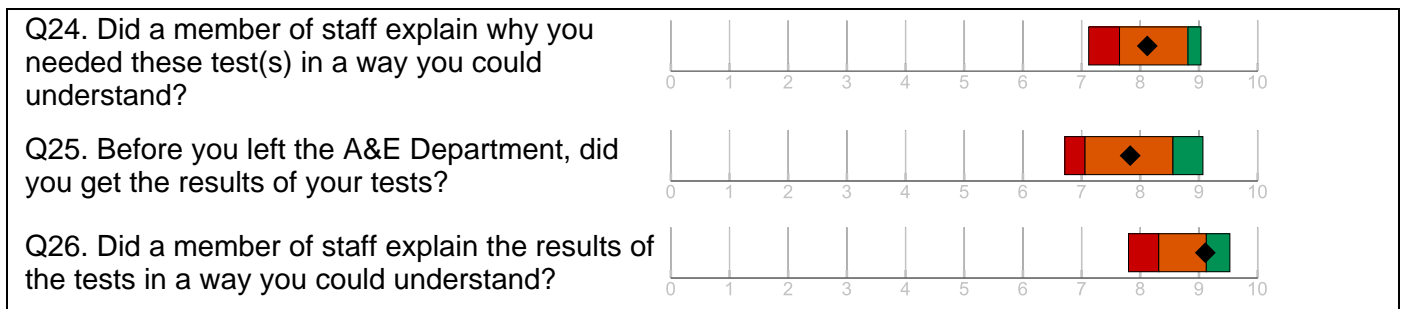 Q24. Did a member of staff explain why you
needed these test(s) in a way you could
understand?
0 1 2 3 4 5 6 7 8 9 10
Q25. Before you left the A&E Department, did
you get the results of your tests?
0 1 2 3 4 5 6 7 8 9 10
Q26. Did a member of staff explain the results of
the tests in a way you could understand?
0 1 2 3 4 5 6 7 8 9 10